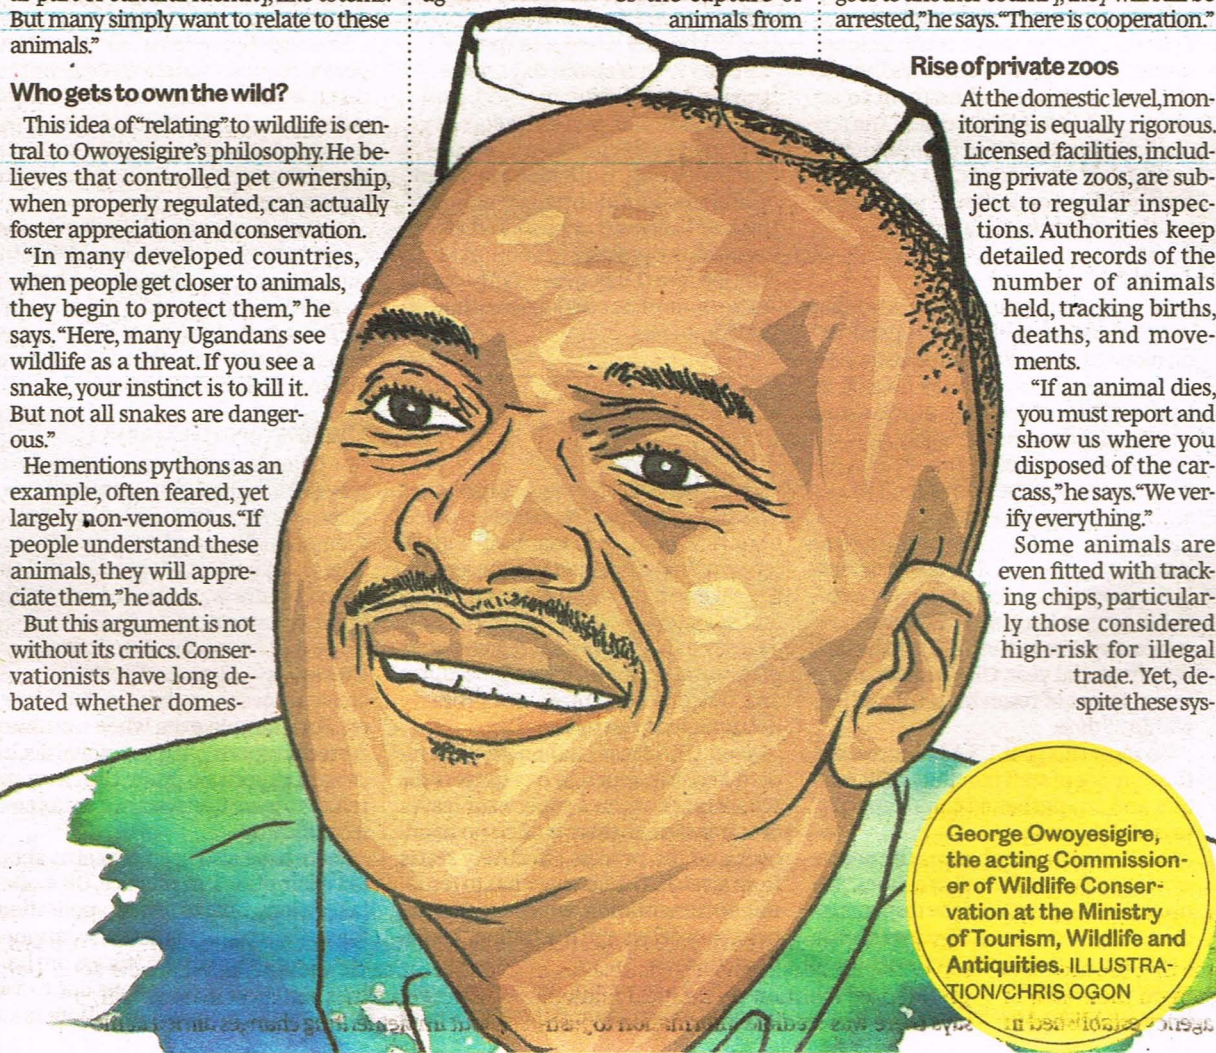 But many simply want to relate to these
animals.”
Who gets to own the wild?
This idea of “relating” to wildlife is cen-
tral to Owoyesigire’s philosophy. He be-
lieves that controlled pet ownership,
when properly regulated, can actually
foster appreciation and conservation.
“In many developed countries,
when people get closer to animals,
they begin to protect them,” he
says. “Here, many Ugandans see
wildlife as a threat. If you see a
snake, your instinct is to kill it.
But not all snakes are danger-
ous.”
He mentions pythons as an
example, often feared, yet
largely non-venomous. “If
people understand these
animals, they will appre-
ciate them,” he adds.
But this argument is not
without its critics. Conser-
vationists have long de-
bated whether domes-
animals from
arrested,” he says. “There is cooperation.”
Rise of private zoos
At the domestic level, mon-
itoring is equally rigorous.
Licensed facilities, includ-
ing private zoos, are sub-
ject to regular inspec-
tions. Authorities keep
detailed records of the
number of animals
held, tracking births,
deaths, and move-
ments.
“If an animal dies,
you must report and
show us where you
disposed of the car-
cass,” he says. “We ver-
ify everything.”
Some animals are
even fitted with track-
ing chips, particular-
ly those considered
high-risk for illegal
trade. Yet, de-
spite these sys-
George Owoyesigire,
the acting Commission-
er of Wildlife Conser-
vation at the Ministry
of Tourism, Wildlife and
Antiquities. ILLUSTRA-
TION/CHRIS OGON